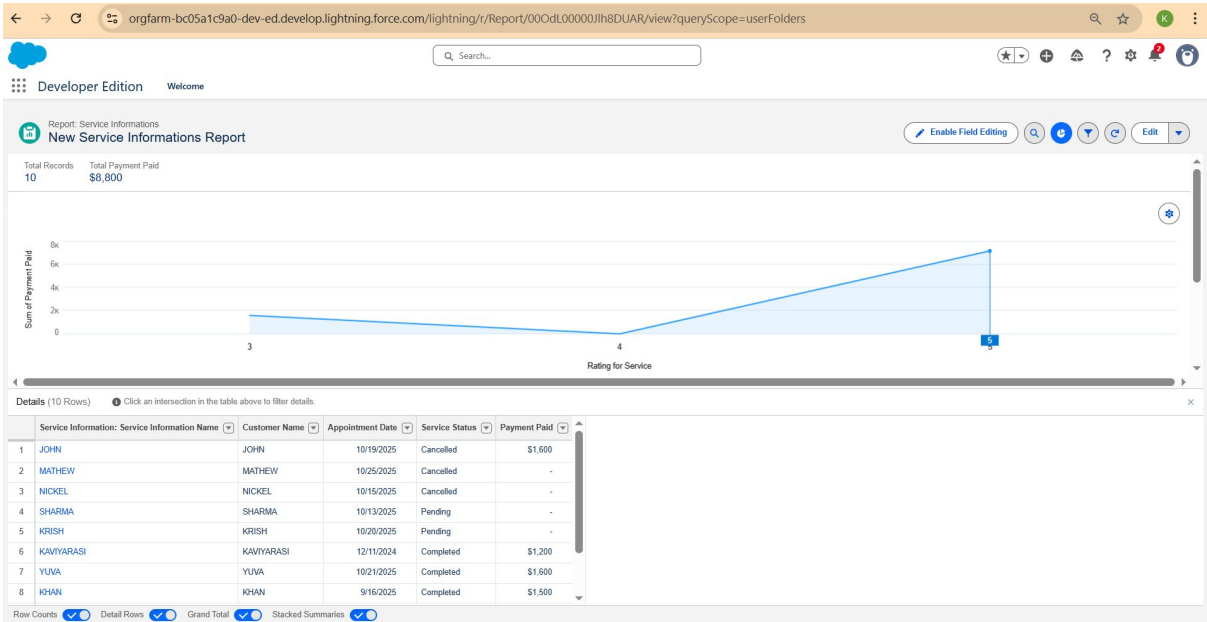 orgfarm-bc05a1c9a0-dev-ed.develop.lightning.force.com/lightning/r/Report/00OdL00000Jlh8DUAR/view?queryScope=userFolders
K
Search...
2
Developer Edition Welcome
Report: Service Informations
New Service Informations Report
Enable Field Editing
Edit
Total Records Total Payment Paid
10 $8,800
Sum of Payment Paid
8K
6K
4K
2K
0
3 4 5
5
Rating for Service
Details (10 Rows) Click an intersection in the table above to filter details.
Service Information: Service Information Name Customer Name Appointment Date Service Status Payment Paid
1 JOHN JOHN 10/19/2025 Cancelled $1,600
2 MATHEW MATHEW 10/25/2025 Cancelled -
3 NICKEL NICKEL 10/15/2025 Cancelled -
4 SHARMA SHARMA 10/13/2025 Pending -
5 KRISH KRISH 10/20/2025 Pending -
6 KAVIYARASI KAVIYARASI 12/11/2024 Completed $1,200
7 YUVA YUVA 10/21/2025 Completed $1,600
8 KHAN KHAN 9/16/2025 Completed $1,500
Row Counts Detail Rows Grand Total Stacked Summaries